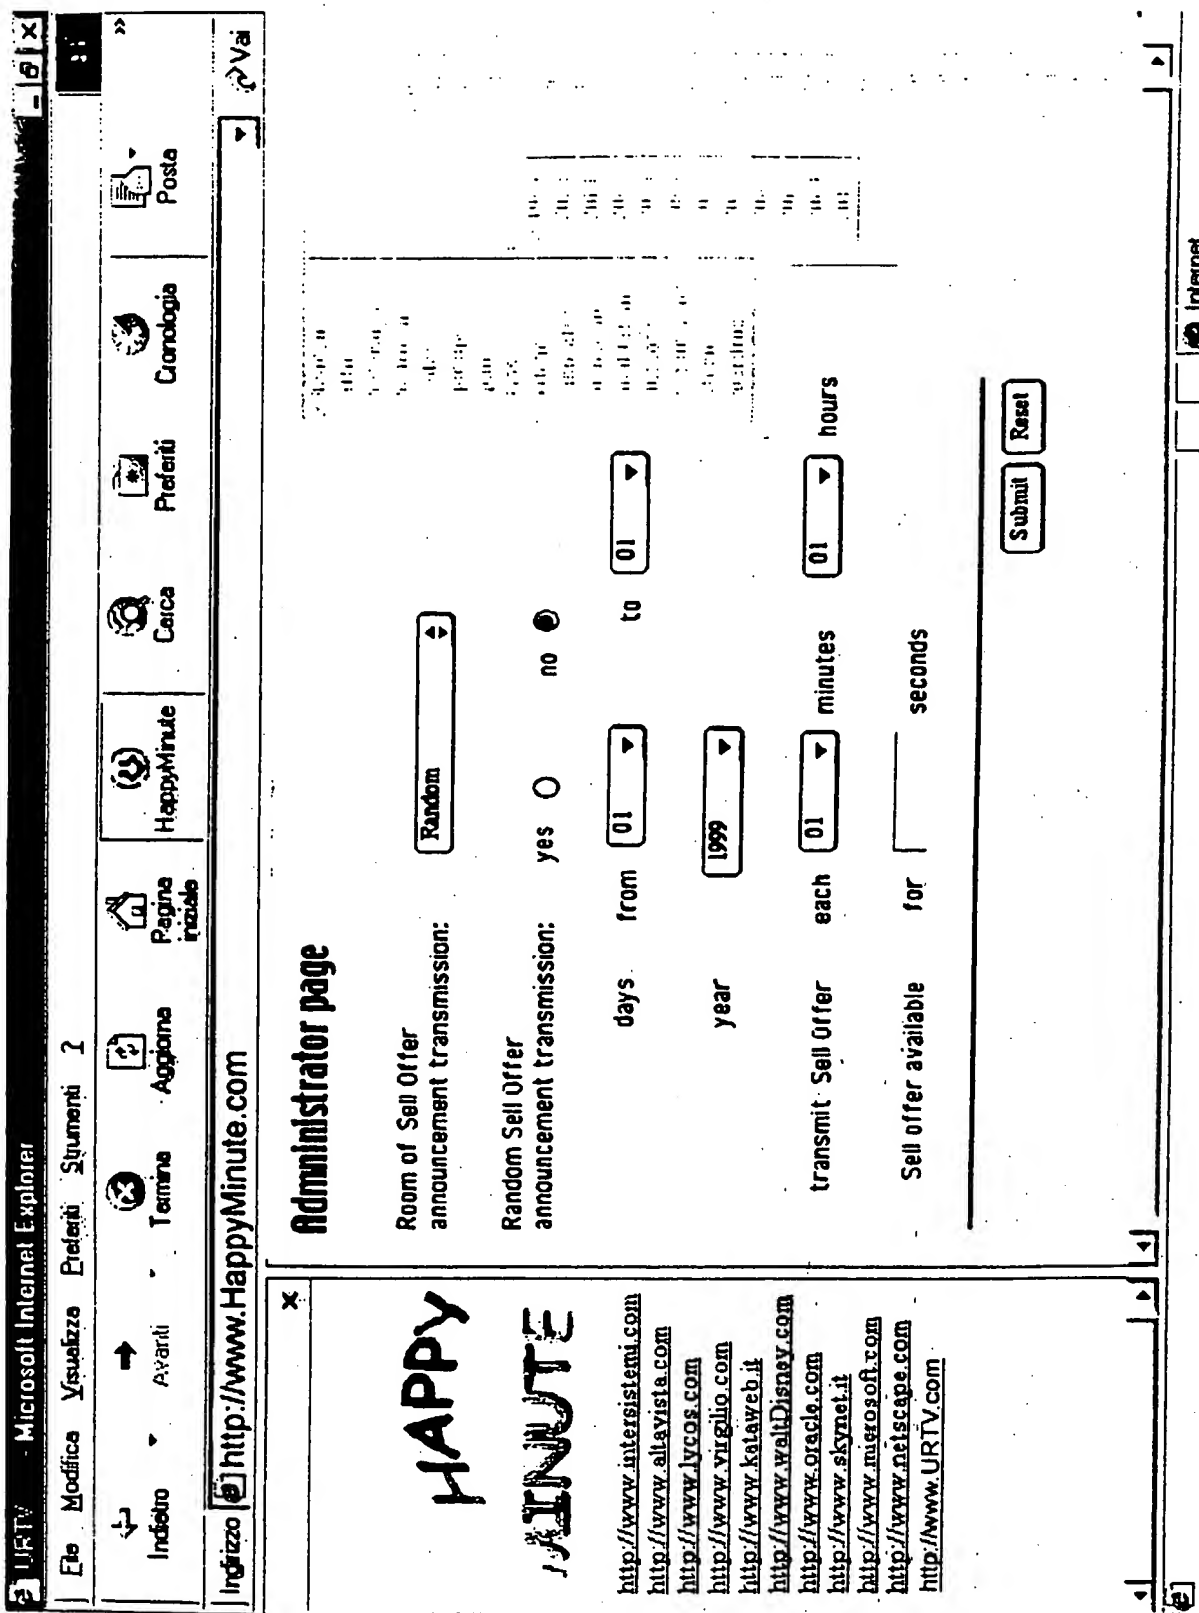 URTV - Microsoft Internet Explorer
File Modifica Visualizza Preferiti Strumenti ?
Indietro Avanti Termina Aggiorna Pagina iniziale HappyMinute Cerca Preferiti Cronologia Posta »
Indirizzo http://www.HappyMinute.com Vai
HAPPY
MINUTE
http://www.intersistemi.com
http://www.altavista.com
http://www.lycos.com
http://www.virgilio.com
http://www.kataweb.it
http://www.waltDisney.com
http://www.oracle.com
http://www.skynet.it
http://www.microsoft.com
http://www.netscape.com
http://www.URTV.com
Administrator page
Room of Sell Offer
announcement transmission: Random
Random Sell Offer
announcement transmission: yes no
days from 01 to 01
year 1999
transmit Sell Offer each 01 minutes 01 hours
Sell offer available for seconds
Submit Reset
Internet